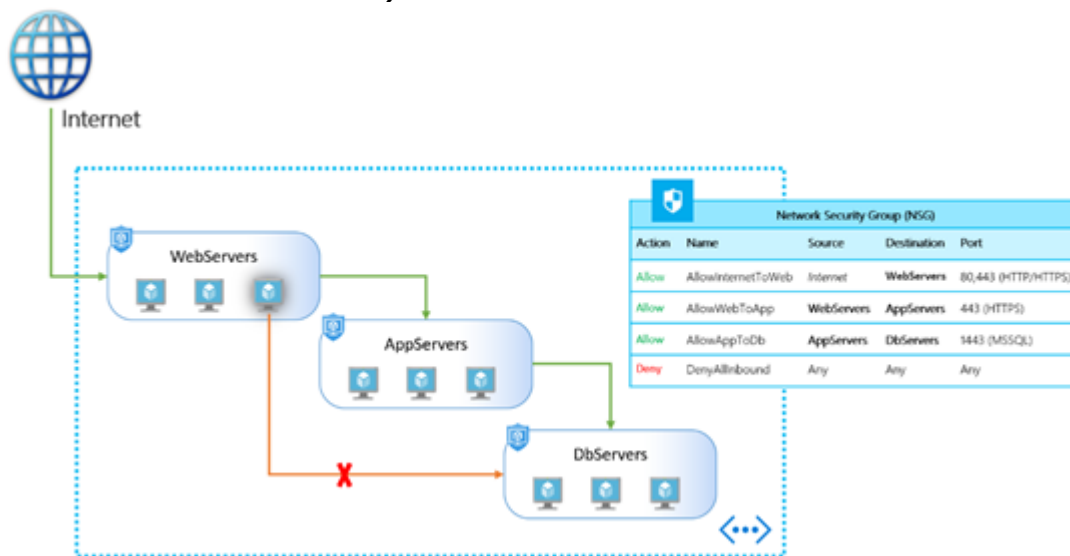 Internet
Network Security Group (NSG)
Action Name Source Destination Port
WebServers
Allow AllowInternetToWeb Internet WebServers 80,443 (HTTP/HTTPS)
Allow AllowWebToApp WebServers AppServers 443 (HTTPS)
AppServers
Allow AllowAppToDb AppServers DbServers 1443 (MSSQL)
Deny DenyAllInbound Any Any Any
DbServers
X